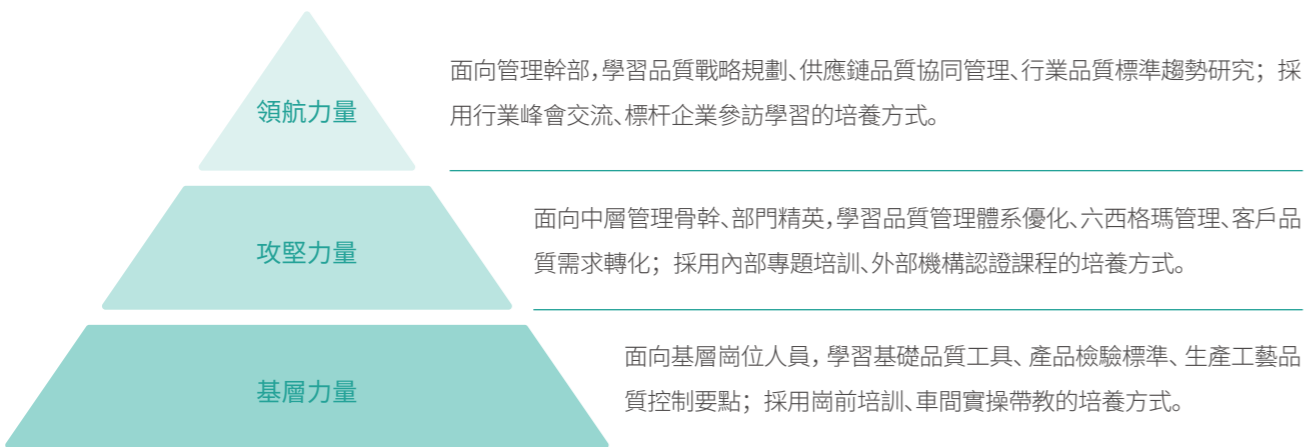 領航力量
面向管理幹部，學習品質戰略規劃、供應鏈品質協同管理、行業品質標準趨勢研究；採
用行業峰會交流、標杆企業參訪學習的培養方式。
攻堅力量
面向中層管理骨幹、部門精英，學習品質管理體系優化、六西格瑪管理、客戶品
質需求轉化；採用內部專題培訓、外部機構認證課程的培養方式。
基層力量
面向基層崗位人員，學習基礎品質工具、產品檢驗標準、生產工藝品
質控制要點；採用崗前培訓、車間實操帶教的培養方式。